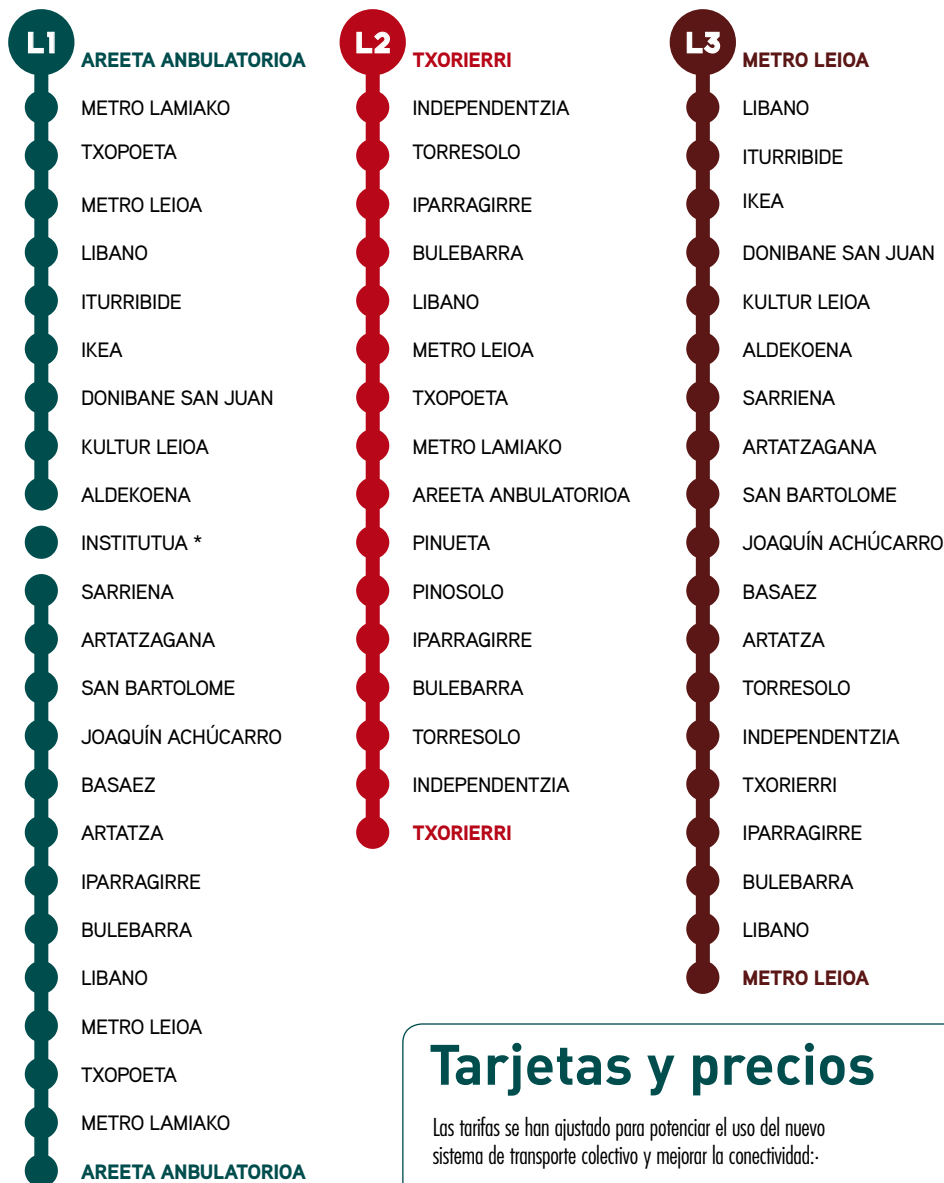 L1
AREETA ANBULATORIOA
METRO LAMIAKO
TXOPOETA
METRO LEIOA
LIBANO
ITURRIBIDE
IKEA
DONIBANE SAN JUAN
KULTUR LEIOA
ALDEKOENA
INSTITUTUA *
SARRIENA
ARTATZAGANA
SAN BARTOLOME
JOAQUÍN ACHÚCARRO
BASAEZ
ARTATZA
IPARRAGIRRE
BULEBARRA
LIBANO
METRO LEIOA
TXOPOETA
METRO LAMIAKO
AREETA ANBULATORIOA
L2
TXORIERRI
INDEPENDENTZIA
TORRESOLO
IPARRAGIRRE
BULEBARRA
LIBANO
METRO LEIOA
TXOPOETA
METRO LAMIAKO
AREETA ANBULATORIOA
PINUETA
PINOSOLO
IPARRAGIRRE
BULEBARRA
TORRESOLO
INDEPENDENTZIA
TXORIERRI
L3
METRO LEIOA
LIBANO
ITURRIBIDE
IKEA
DONIBANE SAN JUAN
KULTUR LEIOA
ALDEKOENA
SARRIENA
ARTATZAGANA
SAN BARTOLOME
JOAQUÍN ACHÚCARRO
BASAEZ
ARTATZA
TORRESOLO
INDEPENDENTZIA
TXORIERRI
IPARRAGIRRE
BULEBARRA
LIBANO
METRO LEIOA
Tarjetas y precios
Las tarifas se han ajustado para potenciar el uso del nuevo
sistema de transporte colectivo y mejorar la conectividad:·